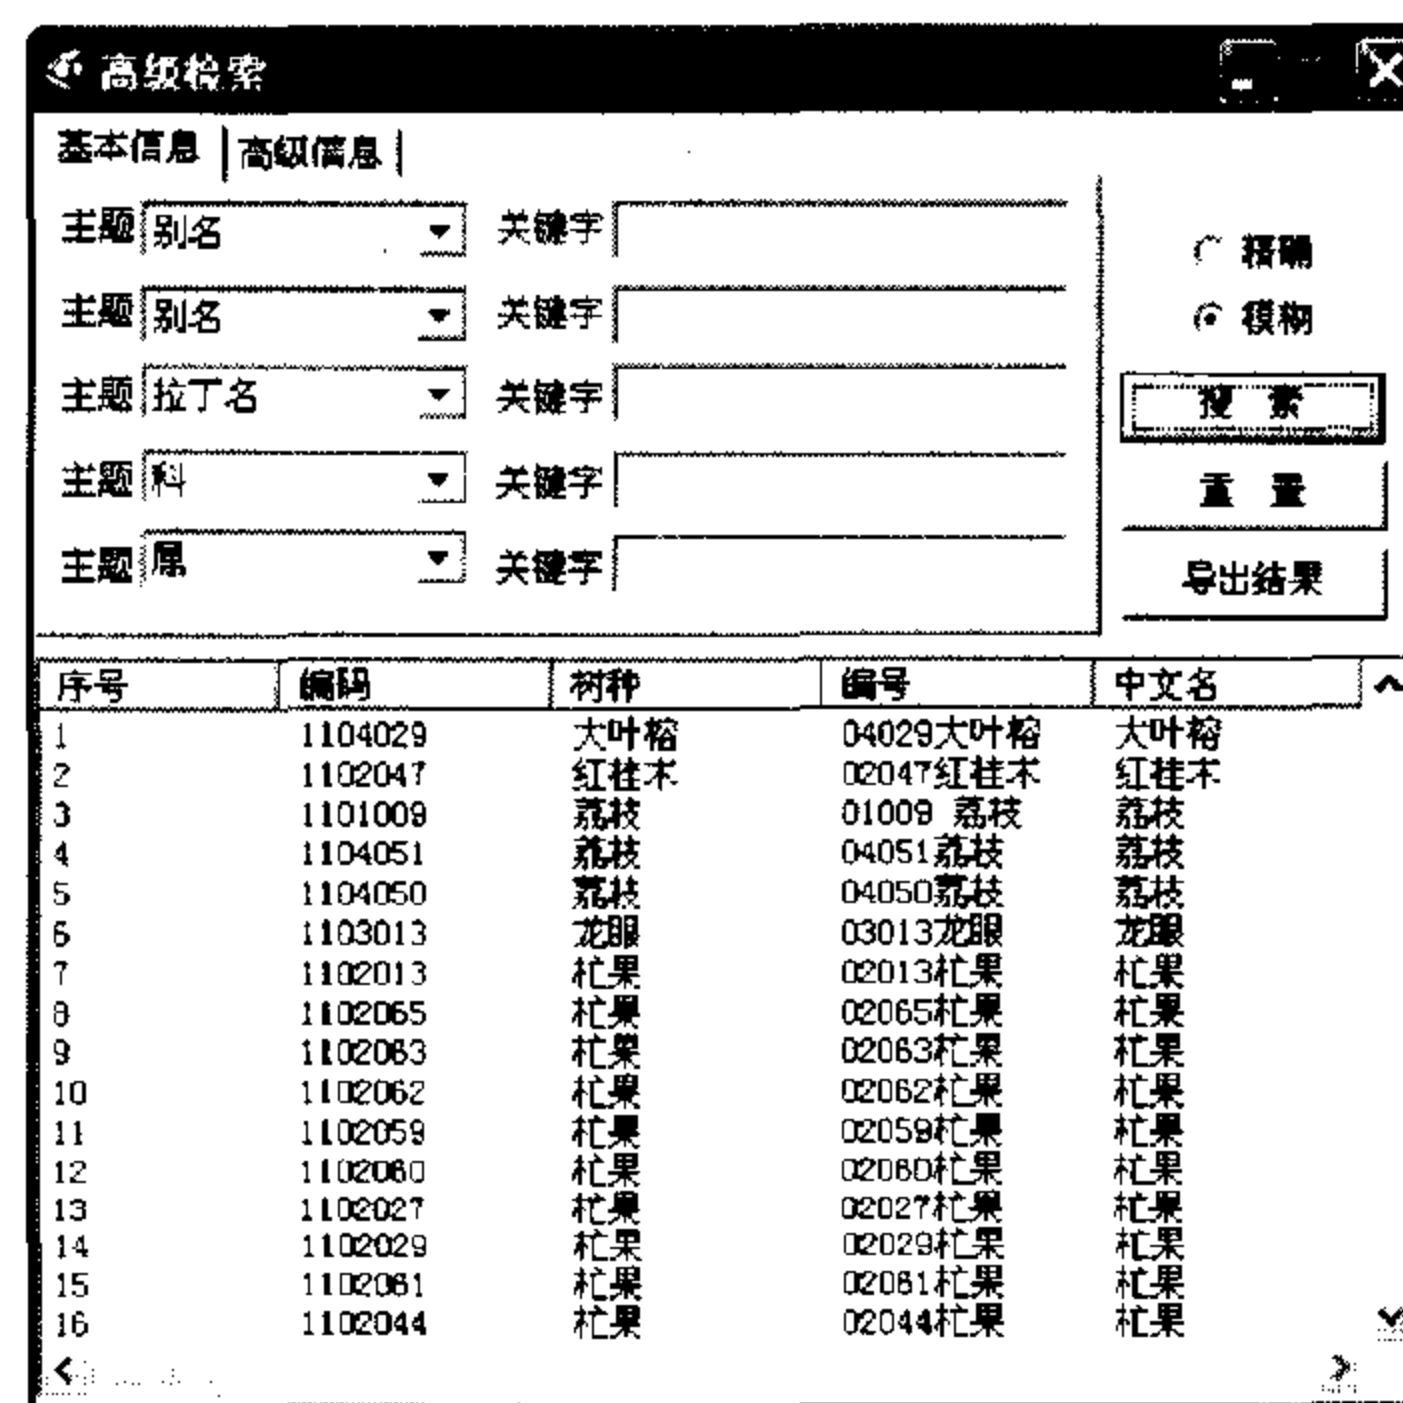 高级检索
基本信息 高级信息
主题 别名 关键字
主题 别名 关键字
主题 拉丁名 关键字
主题 科 关键字
主题 属 关键字
精确
模糊
搜 索
重 置
导出结果
序号 编码 树种 编号 中文名
1 1104029 大叶榕 04029大叶榕 大叶榕
2 1102047 红桂木 02047红桂木 红桂木
3 1101009 荔枝 01009 荔枝 荔枝
4 1104051 荔枝 04051荔枝 荔枝
5 1104050 荔枝 04050荔枝 荔枝
6 1103013 龙眼 03013龙眼 龙眼
7 1102013 杧果 02013杧果 杧果
8 1102065 杧果 02065杧果 杧果
9 1102063 杧果 02063杧果 杧果
10 1102062 杧果 02062杧果 杧果
11 1102059 杧果 02059杧果 杧果
12 1102060 杧果 02060杧果 杧果
13 1102027 杧果 02027杧果 杧果
14 1102029 杧果 02029杧果 杧果
15 1102061 杧果 02061杧果 杧果
16 1102044 杧果 02044杧果 杧果